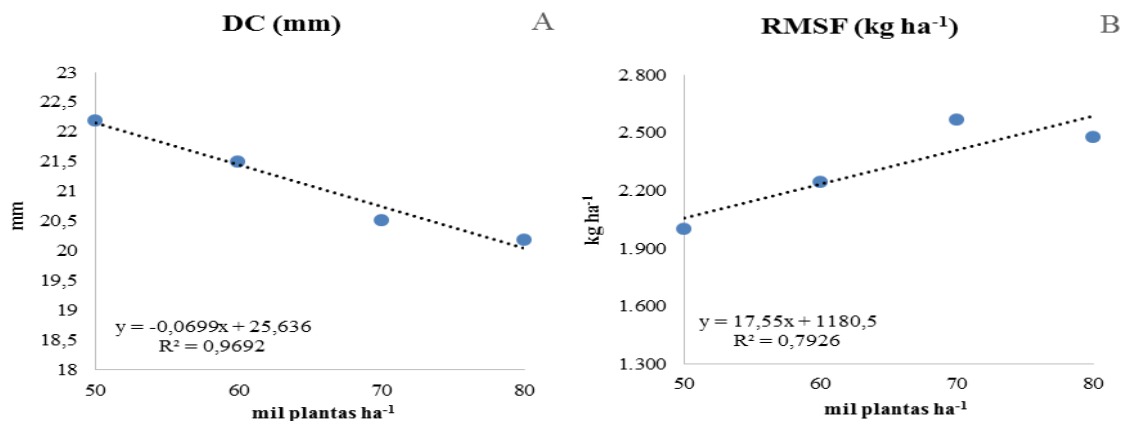 DC (mm)
A
23
22,5
22
21,5
21
20,5
20
19,5
19
18,5
18
mm
y = -0,0699x + 25,636
R² = 0,9692
50
60
70
80
mil plantas ha⁻¹
RMSF (kg ha⁻¹)
B
2.800
2.500
2.200
1.900
1.600
1.300
kg ha⁻¹
y = 17,55x + 1180,5
R² = 0,7926
50
60
70
80
mil plantas ha⁻¹